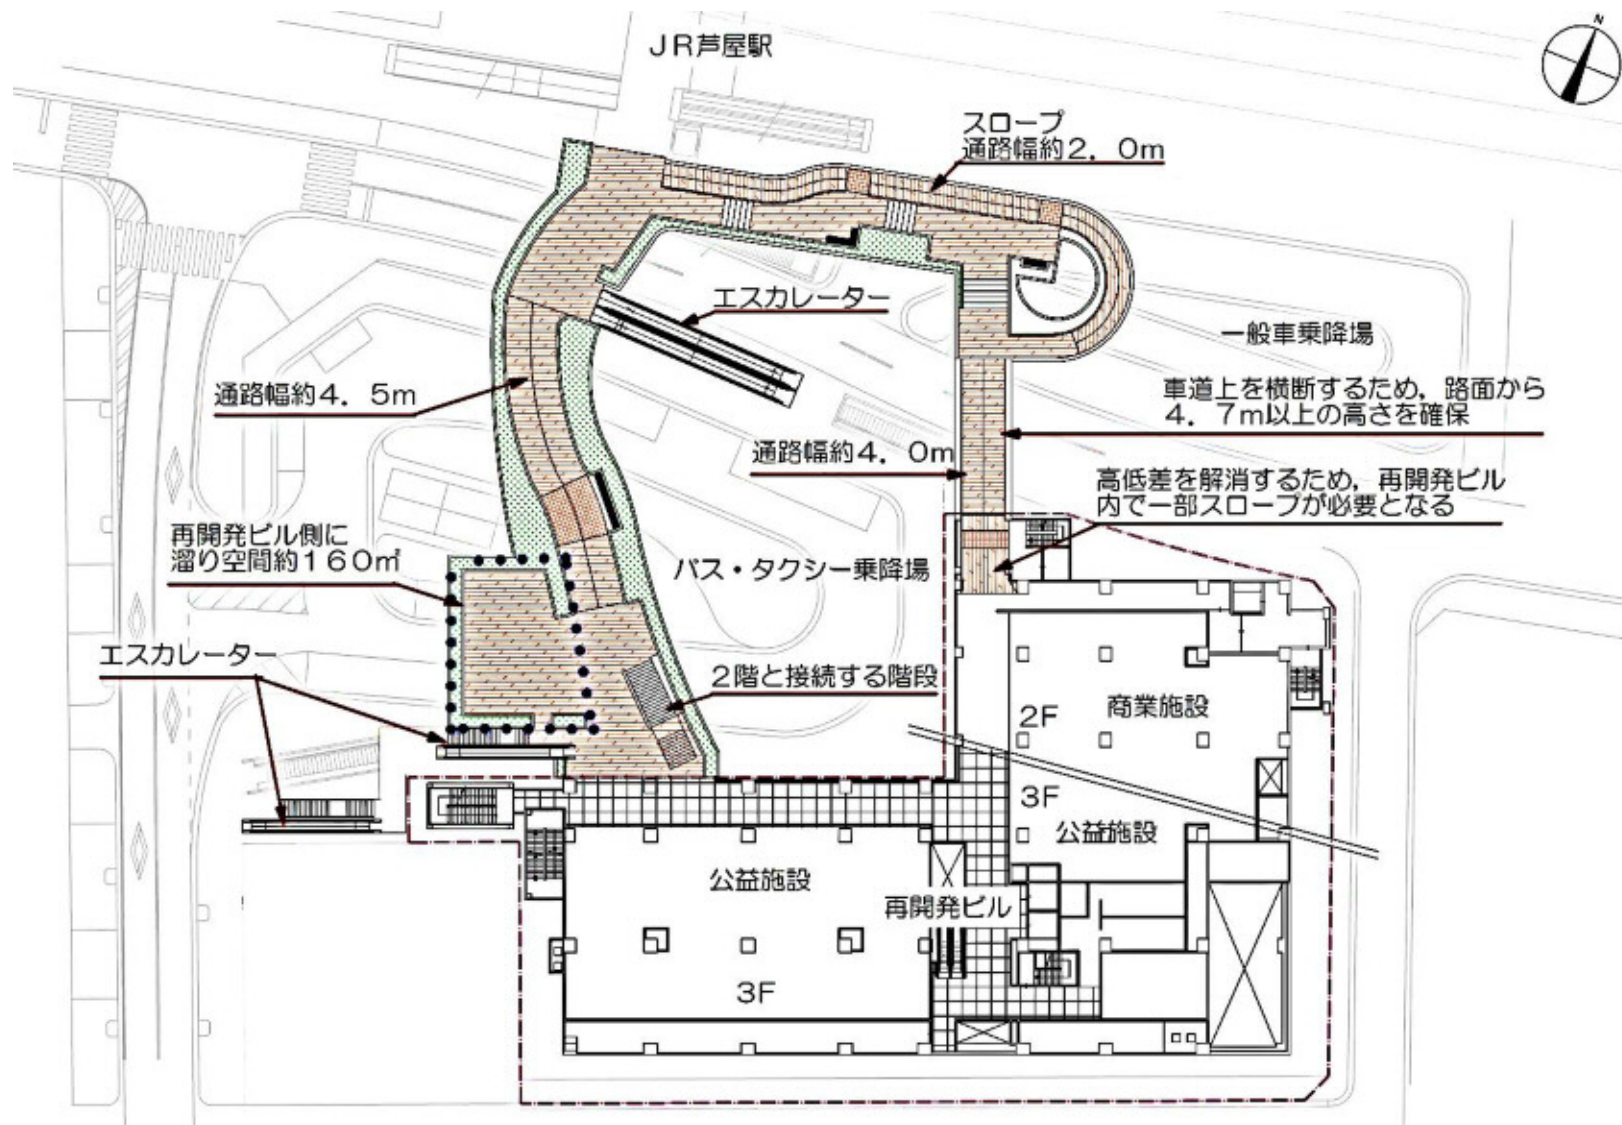 N
JR芦屋駅
スロープ
通路幅約2．0m
エスカレーター
一般車乗降場
通路幅約4．5m
車道上を横断するため，路面から
4．7m以上の高さを確保
通路幅約4．0m
高低差を解消するため，再開発ビル
内で一部スロープが必要となる
再開発ビル側に
溜り空間約160㎡
バス・タクシー乗降場
エスカレーター
2階と接続する階段
2F
商業施設
3F
公益施設
公益施設
再開発ビル
3F